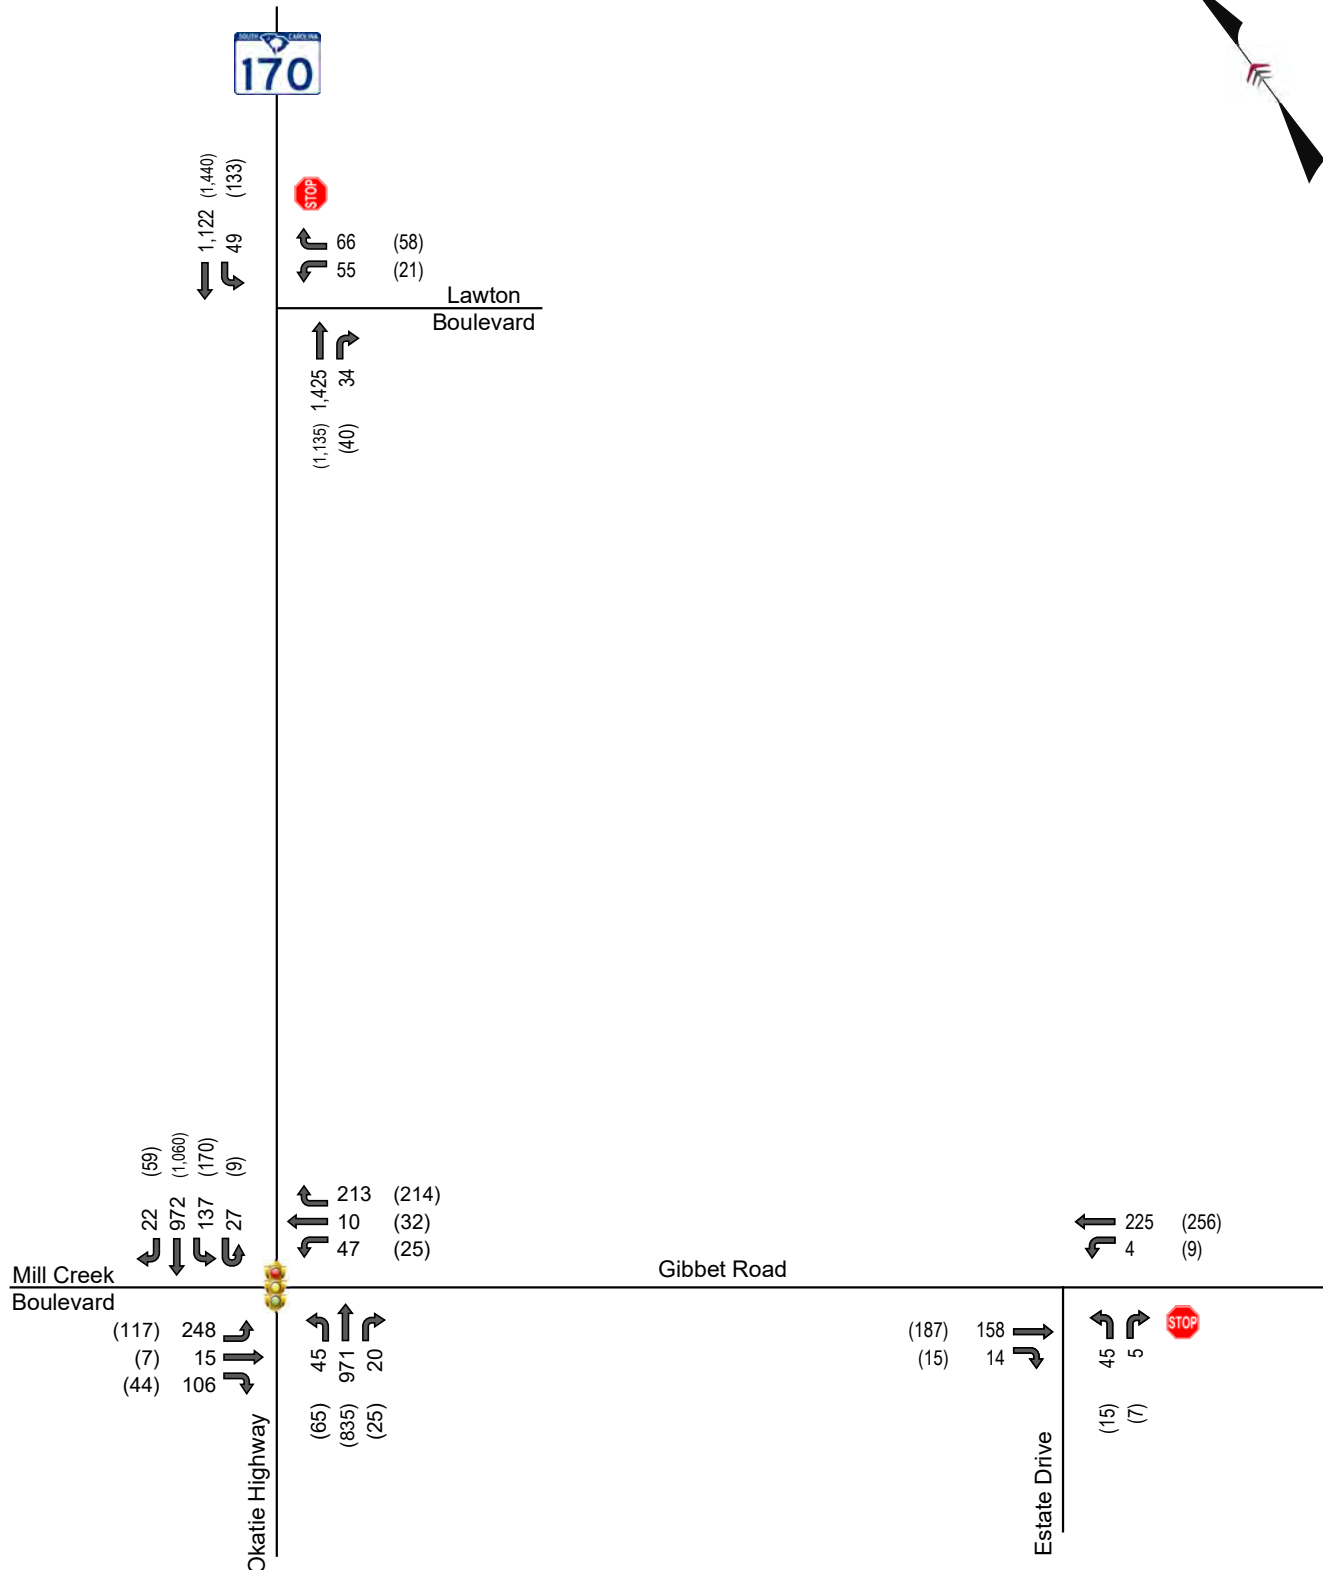 SOUTH CAROLINA
170
1,122 (1,440)
49 (133)
STOP
66 (58)
55 (21)
Lawton
Boulevard
(1,135) 1,425
(40) 34
22 (59)
972 (1,060)
137 (170)
27 (9)
213 (214)
10 (32)
47 (25)
225 (256)
4 (9)
Mill Creek
Boulevard
Gibbet Road
(117) 248
(7) 15
(44) 106
(65) 45
(835) 971
(25) 20
(187) 158
(15) 14
(15) 45
(7) 5
STOP
Okatie Highway
Estate Drive